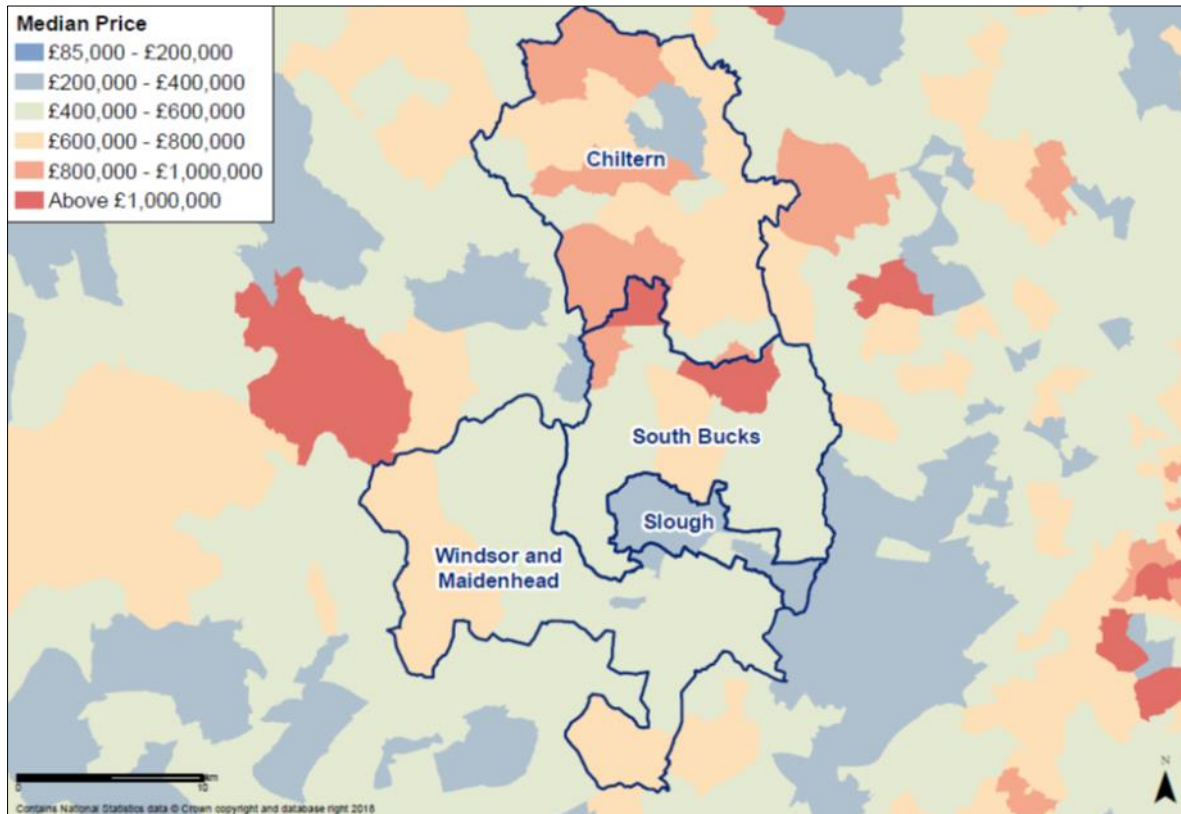 Median Price
£85,000 - £200,000
£200,000 - £400,000
£400,000 - £600,000
£600,000 - £800,000
£800,000 - £1,000,000
Above £1,000,000
Chiltern
South Bucks
Slough
Windsor and
Maidenhead
km
10
N
Contains National Statistics data © Crown copyright and database right 2016